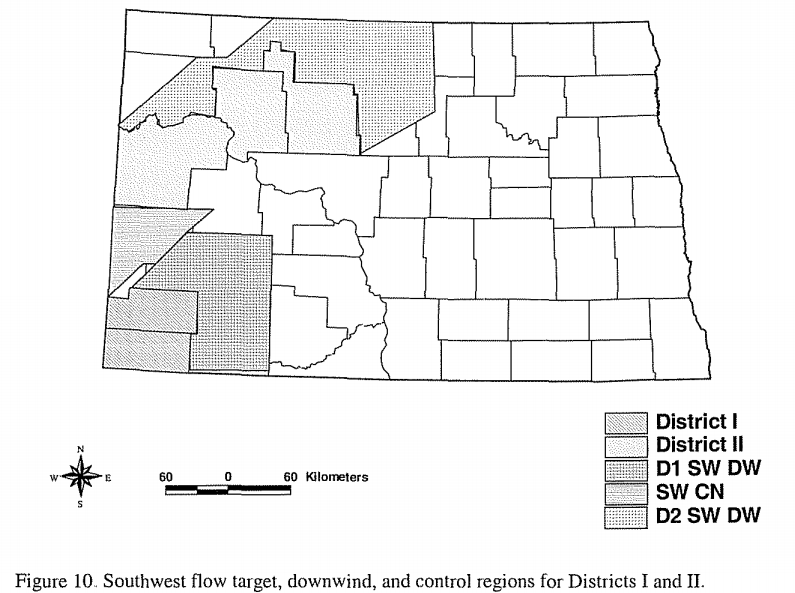 District I
District II
D1 SW DW
SW CN
D2 SW DW
N
W E
S
60 0 60 Kilometers
Figure 10. Southwest flow target, downwind, and control regions for Districts I and II.